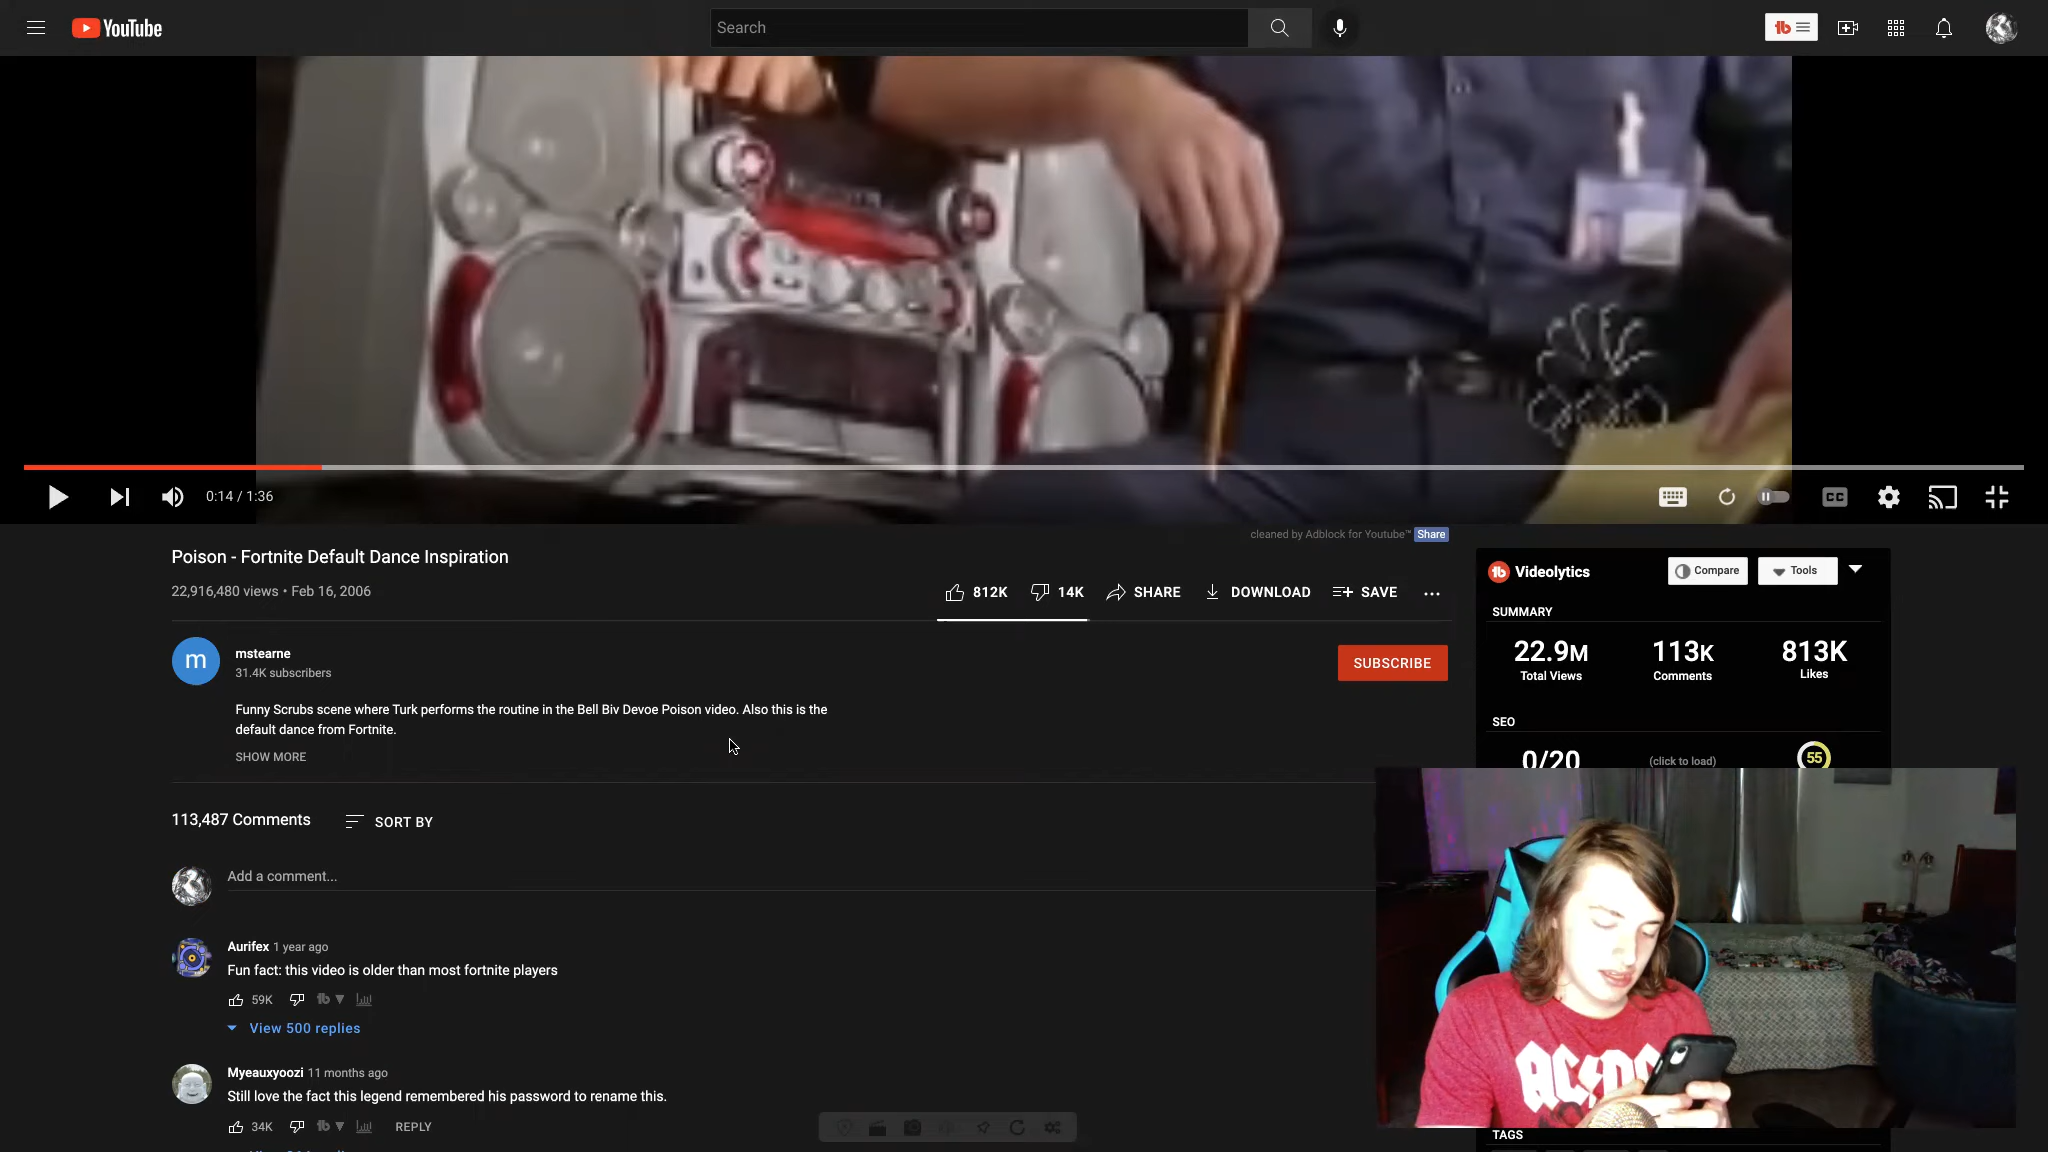 YouTube
Search
0:14 / 1:36
CC
cleaned by Adblock for Youtube™ Share
Poison - Fortnite Default Dance Inspiration
22,916,480 views • Feb 16, 2006
812K
14K
SHARE
DOWNLOAD
SAVE
m
mstearne
31.4K subscribers
SUBSCRIBE
Funny Scrubs scene where Turk performs the routine in the Bell Biv Devoe Poison video. Also this is the
default dance from Fortnite.
SHOW MORE
113,487 Comments
SORT BY
Add a comment...
Aurifex 1 year ago
Fun fact: this video is older than most fortnite players
59K
View 500 replies
Myeauxyoozi 11 months ago
Still love the fact this legend remembered his password to rename this.
34K
REPLY
Videolytics
Compare
Tools
SUMMARY
22.9M 113K 813K
Total Views Comments Likes
SEO
0/20 (click to load) 55
AC DC
TAGS